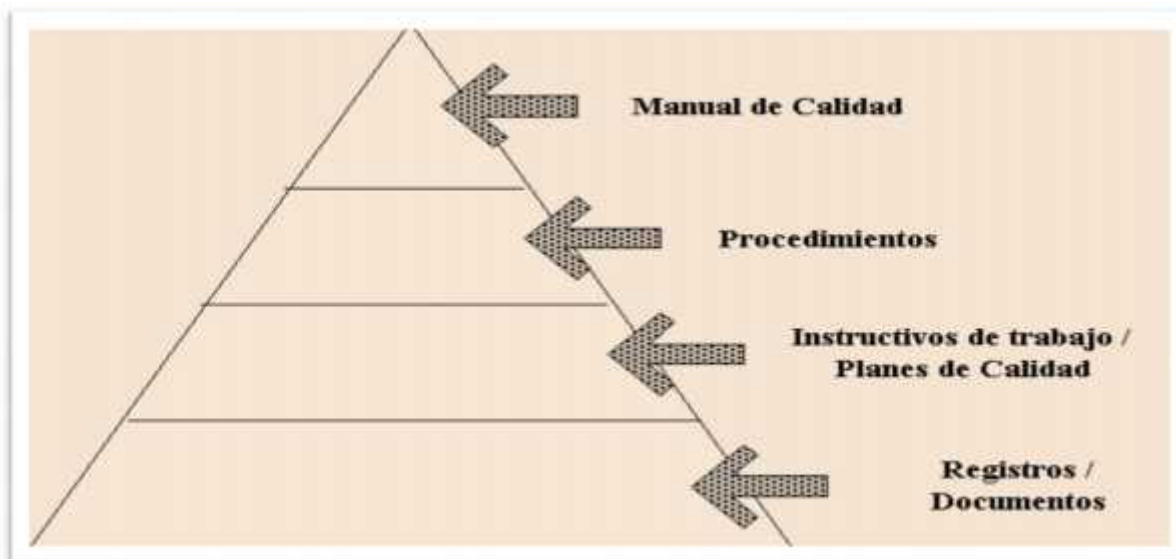 Manual de Calidad
Procedimientos
Instructivos de trabajo /
Planes de Calidad
Registros /
Documentos